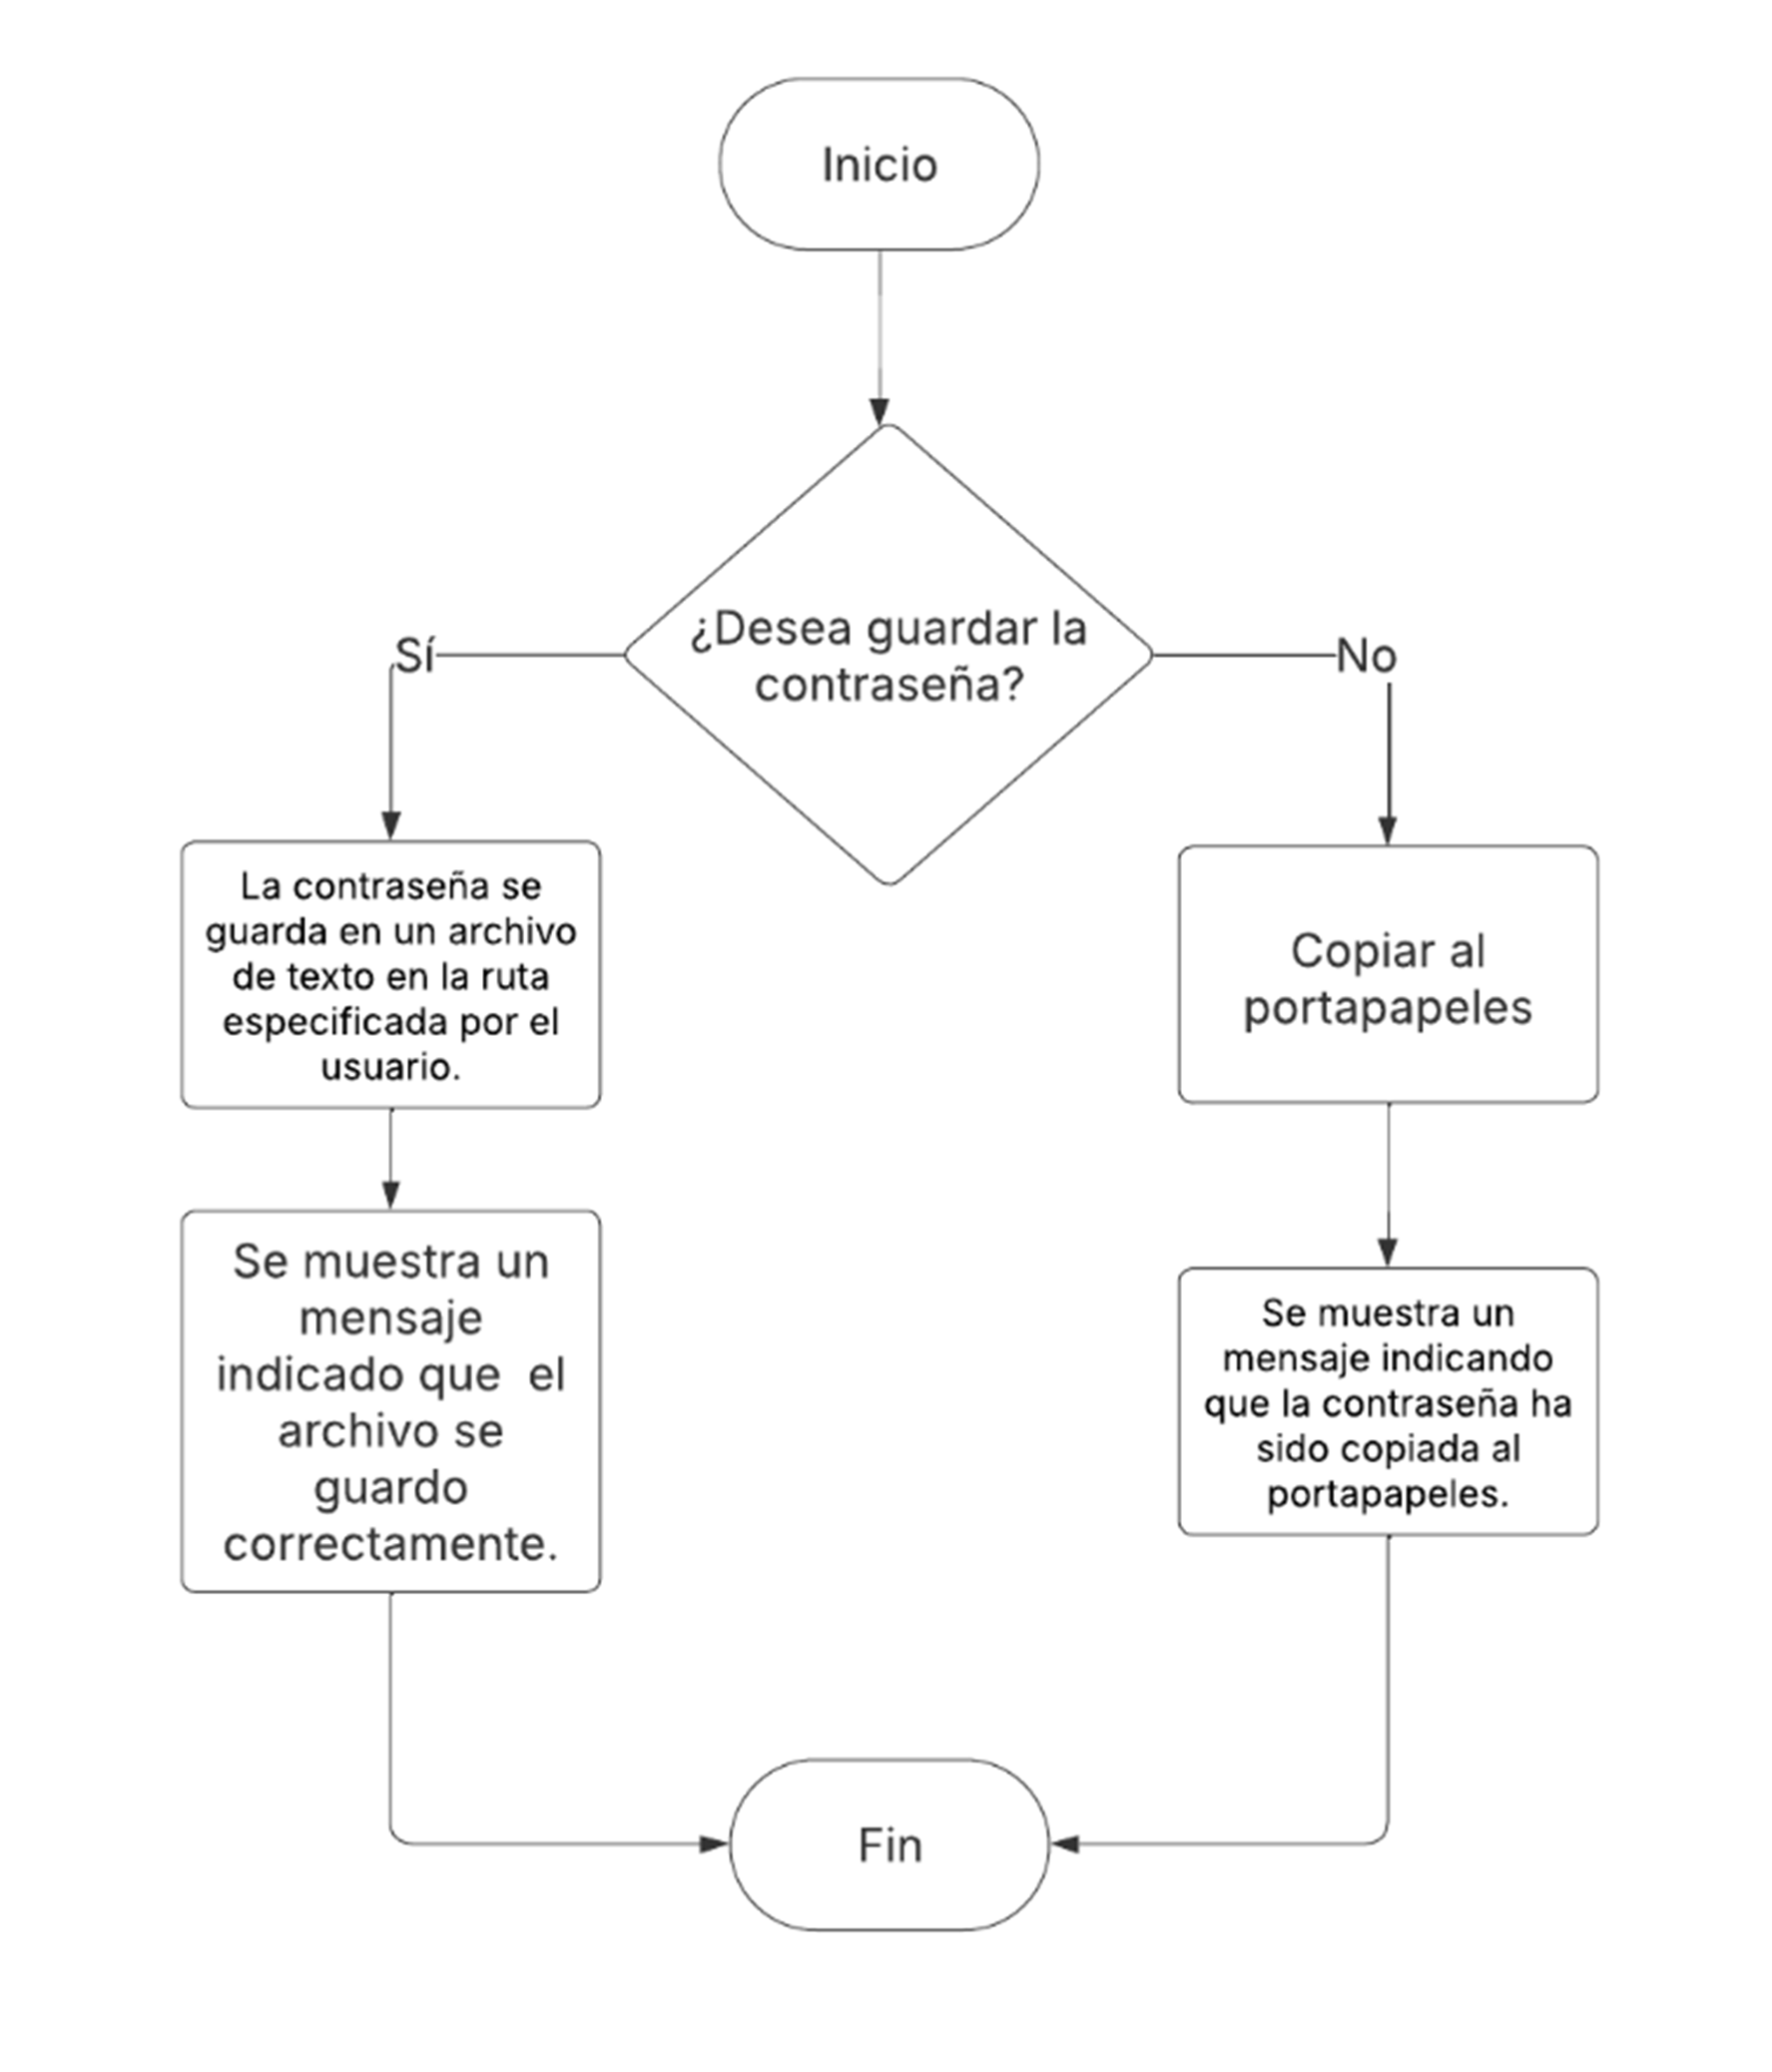 Inicio
¿Desea guardar la
contraseña?
Sí
No
La contraseña se
guarda en un archivo
de texto en la ruta
especificada por el
usuario.
Copiar al
portapapeles
Se muestra un
mensaje
indicado que  el
archivo se
guardo
correctamente.
Se muestra un
mensaje indicando
que la contraseña ha
sido copiada al
portapapeles.
Fin